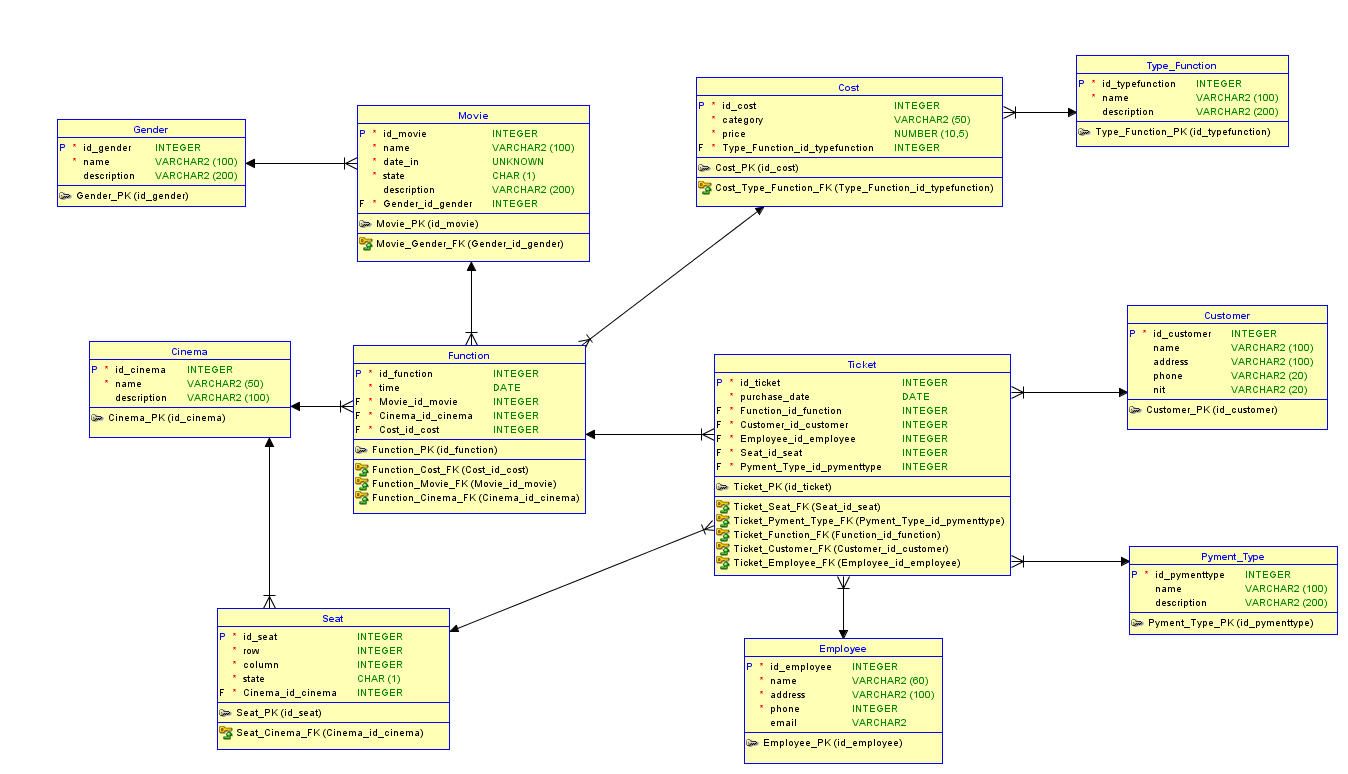 Type_Function
P * id_typefunction INTEGER
* name VARCHAR2 (100)
description VARCHAR2 (200)
Type_Function_PK (id_typefunction)
Cost
P * id_cost INTEGER
* category VARCHAR2 (50)
* price NUMBER (10,5)
F * Type_Function_id_typefunction INTEGER
Cost_PK (id_cost)
Cost_Type_Function_FK (Type_Function_id_typefunction)
Movie
P * id_movie INTEGER
* name VARCHAR2 (100)
* date_in UNKNOWN
* state CHAR (1)
description VARCHAR2 (200)
F * Gender_id_gender INTEGER
Movie_PK (id_movie)
Movie_Gender_FK (Gender_id_gender)
Gender
P * id_gender INTEGER
* name VARCHAR2 (100)
description VARCHAR2 (200)
Gender_PK (id_gender)
Customer
P * id_customer INTEGER
name VARCHAR2 (100)
address VARCHAR2 (100)
phone VARCHAR2 (20)
nit VARCHAR2 (20)
Customer_PK (id_customer)
Cinema
P * id_cinema INTEGER
* name VARCHAR2 (50)
description VARCHAR2 (100)
Cinema_PK (id_cinema)
Function
P * id_function INTEGER
* time DATE
F * Movie_id_movie INTEGER
F * Cinema_id_cinema INTEGER
F * Cost_id_cost INTEGER
Function_PK (id_function)
Function_Cost_FK (Cost_id_cost)
Function_Movie_FK (Movie_id_movie)
Function_Cinema_FK (Cinema_id_cinema)
Ticket
P * id_ticket INTEGER
* purchase_date DATE
F * Function_id_function INTEGER
F * Customer_id_customer INTEGER
F * Employee_id_employee INTEGER
F * Seat_id_seat INTEGER
F * Pyment_Type_id_pymenttype INTEGER
Ticket_PK (id_ticket)
Ticket_Seat_FK (Seat_id_seat)
Ticket_Pyment_Type_FK (Pyment_Type_id_pymenttype)
Ticket_Function_FK (Function_id_function)
Ticket_Customer_FK (Customer_id_customer)
Ticket_Employee_FK (Employee_id_employee)
Pyment_Type
P * id_pymenttype INTEGER
name VARCHAR2 (100)
description VARCHAR2 (200)
Pyment_Type_PK (id_pymenttype)
Seat
P * id_seat INTEGER
* row INTEGER
* column INTEGER
* state CHAR (1)
F * Cinema_id_cinema INTEGER
Seat_PK (id_seat)
Seat_Cinema_FK (Cinema_id_cinema)
Employee
P * id_employee INTEGER
* name VARCHAR2 (60)
* address VARCHAR2 (100)
* phone INTEGER
email VARCHAR2
Employee_PK (id_employee)